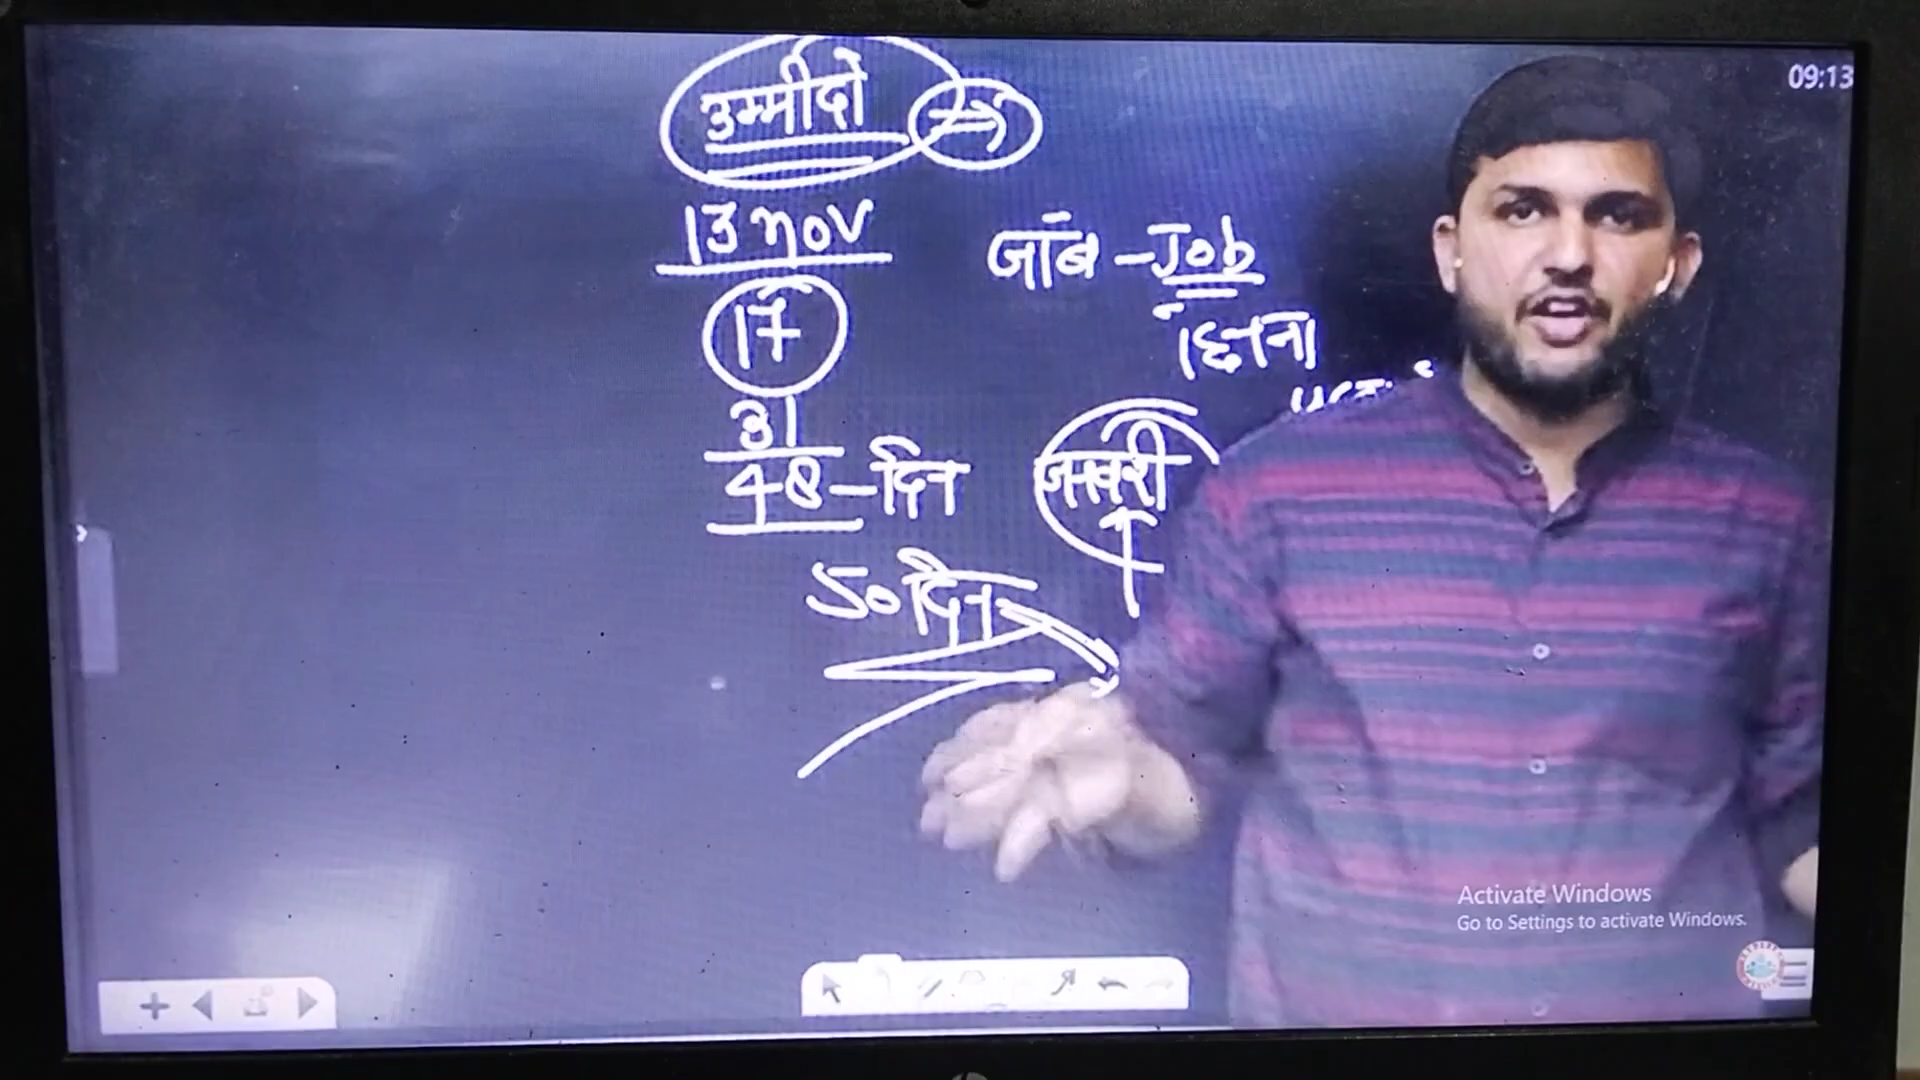 09:13
उम्मीदो
13 nov
जॉब - Job
17
इतना
31
48 - दिन
जरूरी
50 दिन
Activate Windows
Go to Settings to activate Windows.